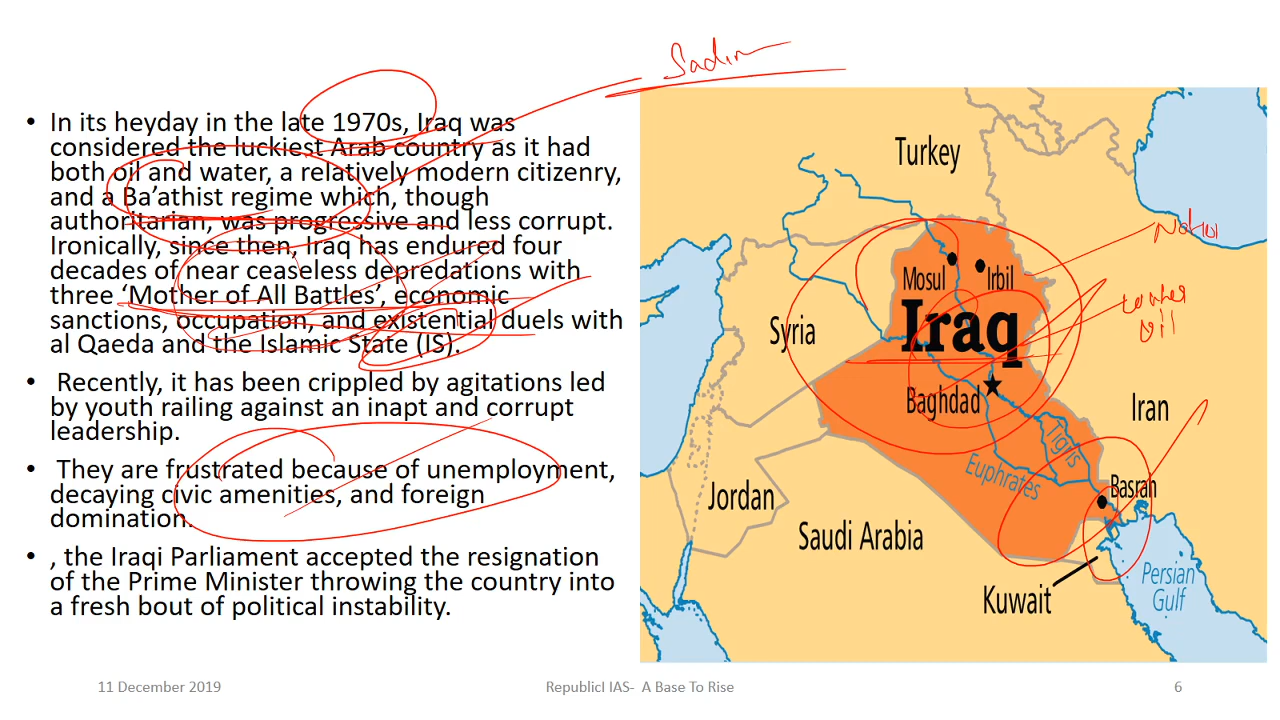 • In its heyday in the late 1970s, Iraq was
considered the luckiest Arab country as it had
both oil and water, a relatively modern citizenry,
and a Ba’athist regime which, though
authoritarian, was progressive and less corrupt.
Ironically, since then, Iraq has endured four
decades of near ceaseless depredations with
three ‘Mother of All Battles’, economic
sanctions, occupation, and existential duels with
al Qaeda and the Islamic State (IS).
• Recently, it has been crippled by agitations led
by youth railing against an inapt and corrupt
leadership.
• They are frustrated because of unemployment,
decaying civic amenities, and foreign
domination.
• , the Iraqi Parliament accepted the resignation
of the Prime Minister throwing the country into
a fresh bout of political instability.
Turkey
Mosul
Irbil
Iraq
Syria
water
oil
Baghdad
Iran
Tigris
Euphrates
Basrah
Jordan
Saudi Arabia
Kuwait
Persian
Gulf
11 December 2019
RepublicI IAS- A Base To Rise
6